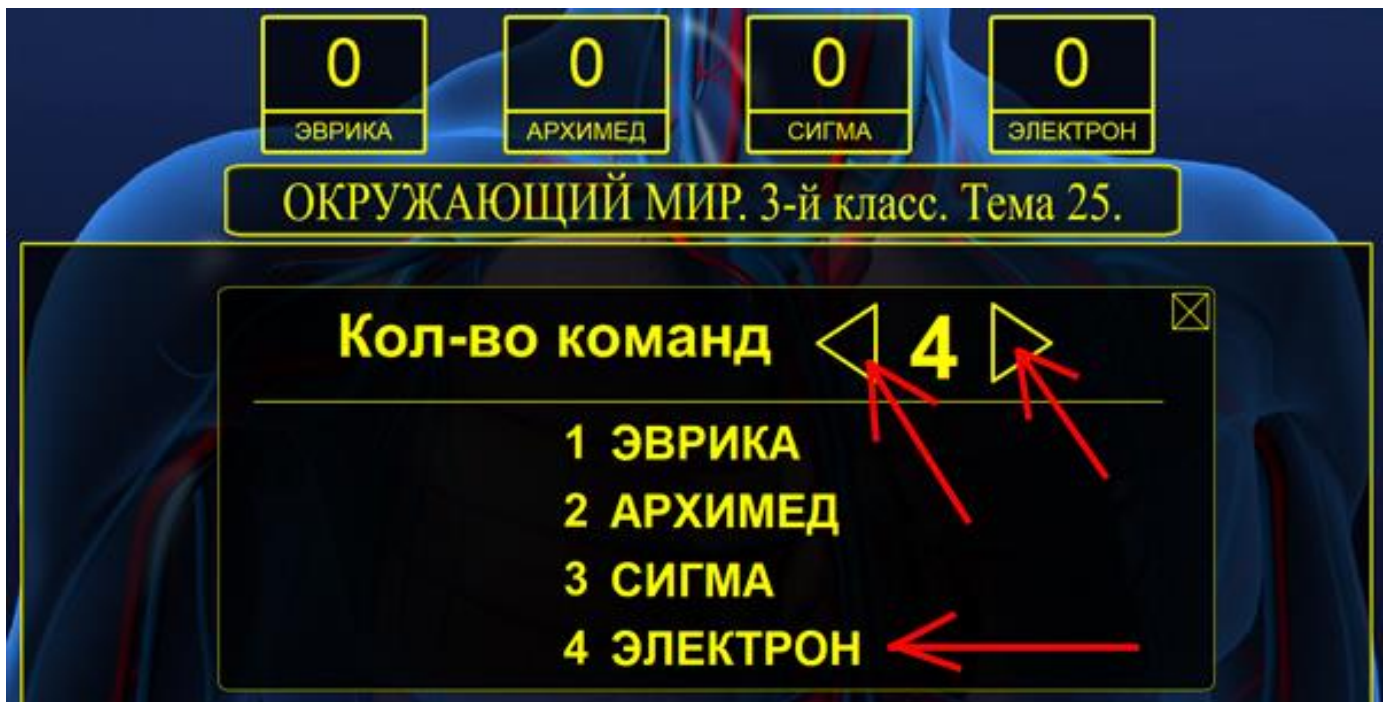 0 0 0 0
ЭВРИКА АРХИМЕД СИГМА ЭЛЕКТРОН
ОКРУЖАЮЩИЙ МИР. 3-й класс. Тема 25.
Кол-во команд 4
1 ЭВРИКА
2 АРХИМЕД
3 СИГМА
4 ЭЛЕКТРОН